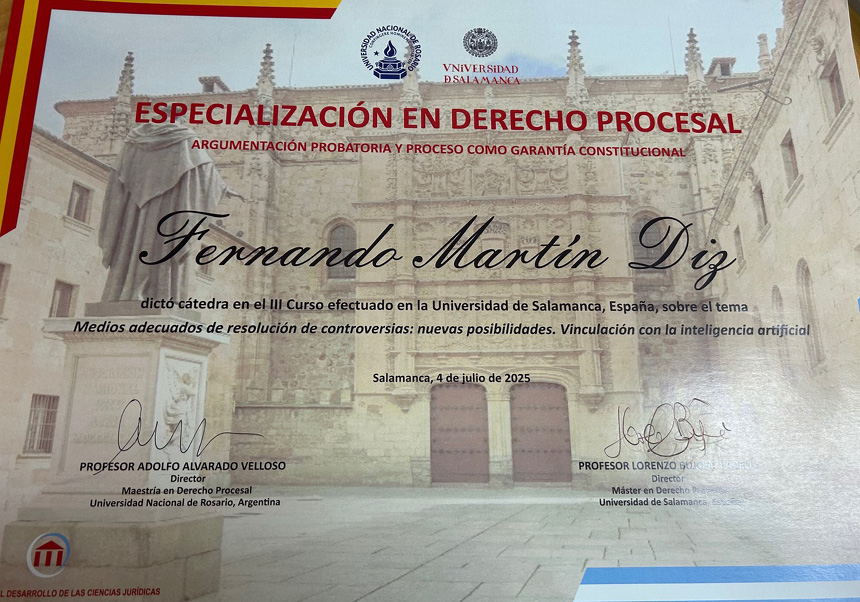 UNIVERSIDAD NACIONAL DE ROSARIO
VNiVERSiDAD
D SALAMANCA
ESPECIALIZACIÓN EN DERECHO PROCESAL
ARGUMENTACIÓN PROBATORIA Y PROCESO COMO GARANTÍA CONSTITUCIONAL
Fernando Martín Diz
dictó cátedra en el III Curso efectuado en la Universidad de Salamanca, España, sobre el tema
Medios adecuados de resolución de controversias: nuevas posibilidades. Vinculación con la inteligencia artificial
Salamanca, 4 de julio de 2025
PROFESOR ADOLFO ALVARADO VELLOSO
Director
Maestría en Derecho Procesal
Universidad Nacional de Rosario, Argentina
PROFESOR LORENZO
Director
Máster en Derecho
Universidad de Salamanca,
L DESARROLLO DE LAS CIENCIAS JURÍDICAS